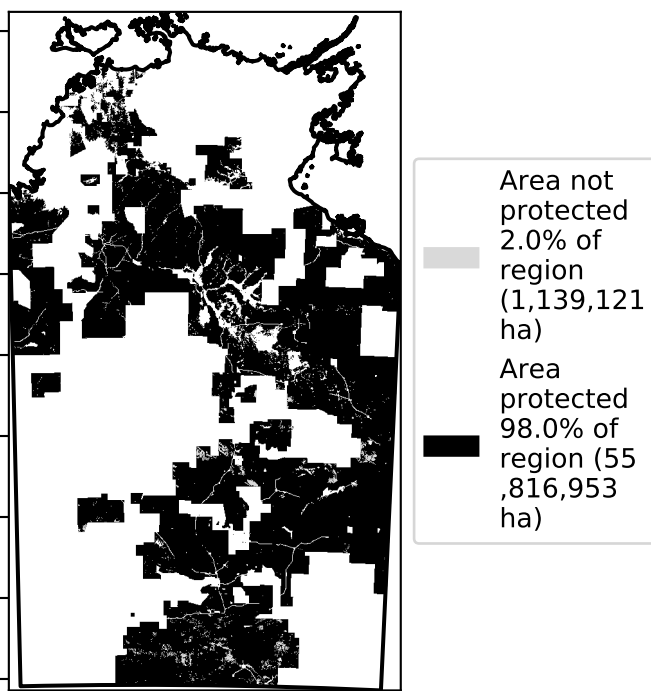 Area not
protected
2.0% of
region
(1,139,121
ha)
Area
protected
98.0% of
region (55
,816,953
ha)